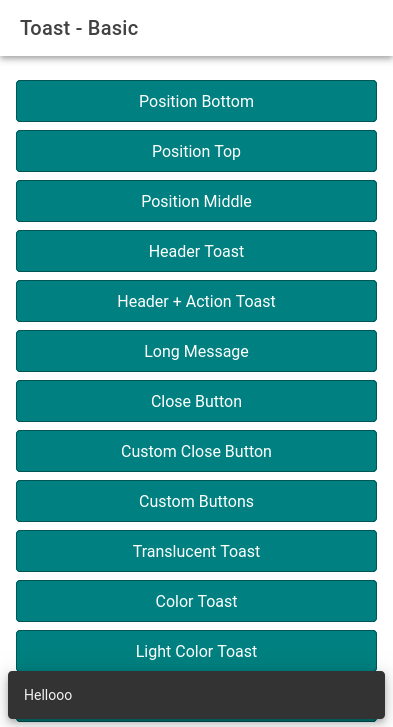 Toast - Basic
Position Bottom
Position Top
Position Middle
Header Toast
Header + Action Toast
Long Message
Close Button
Custom Close Button
Custom Buttons
Translucent Toast
Color Toast
Light Color Toast
Hellooo